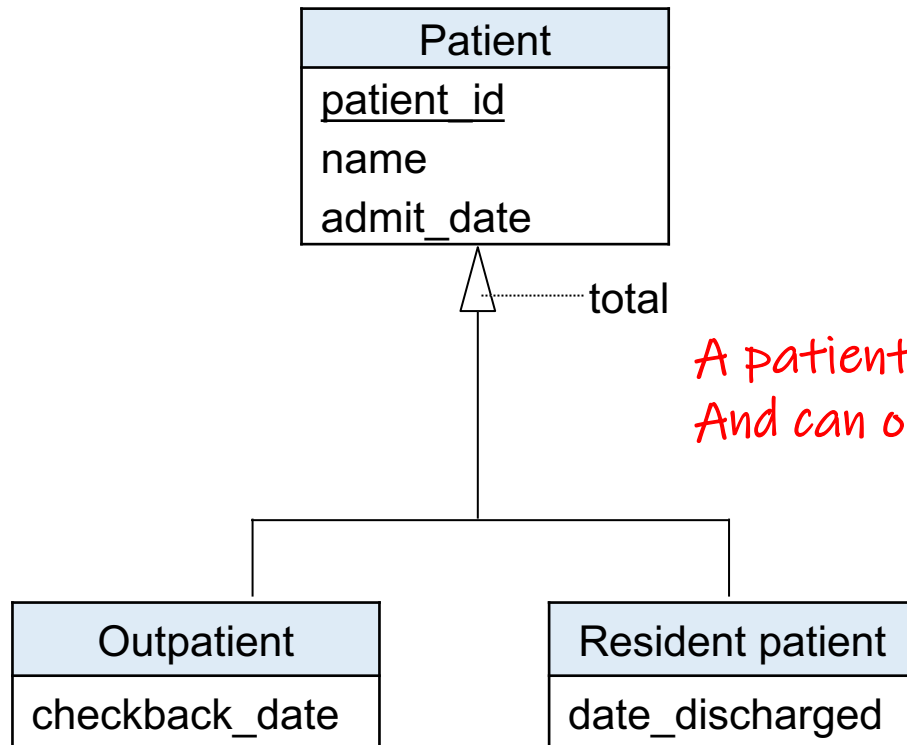 Patient
patient_id
name
admit_date
total
A patient
And can o
Outpatient
Resident patient
checkback_date
date_discharged